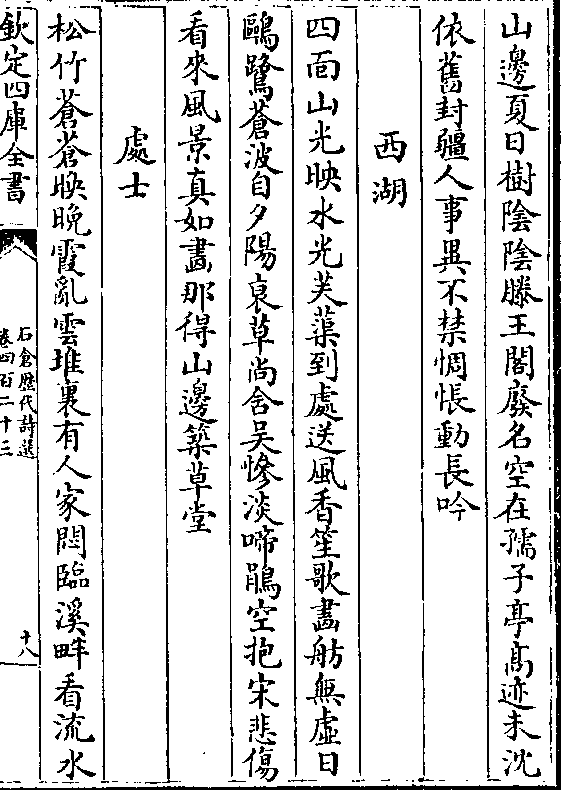 山邊夏日樹陰陰滕王閣廢名空在孺子亭髙迹未沈
依舊封疆人事異不禁惆悵動長吟
西湖
四面山光映水光芙蕖到處送風香笙歌畵舫無虚日
鷗鷺蒼波自夕陽哀草尚含吳慘淡啼鵑空抱宋悲傷
看來風景真如畵那得山邊築草堂
處士
松竹蒼蒼映晚霞亂雲堆裏有人家悶臨溪畔看流水
欽定四庫全書
石倉歷代詩選
卷四百二十三
十八